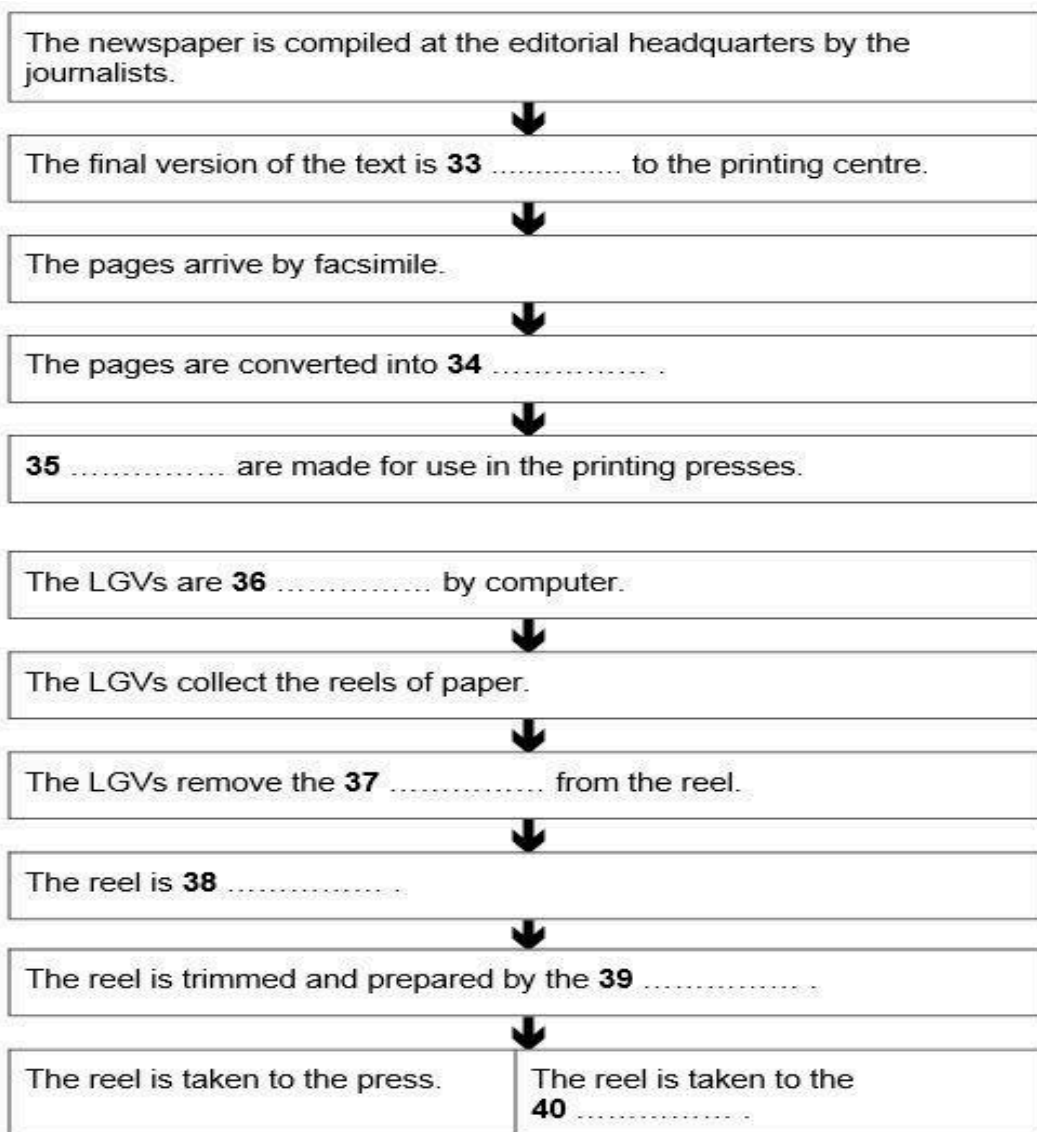 The newspaper is compiled at the editorial headquarters by the
journalists.
The final version of the text is 33 ............... to the printing centre.
The pages arrive by facsimile.
The pages are converted into 34 ................ .
35 ................ are made for use in the printing presses.
The LGVs are 36 ................ by computer.
The LGVs collect the reels of paper.
The LGVs remove the 37 ................ from the reel.
The reel is 38 ................ .
The reel is trimmed and prepared by the 39 ................ .
The reel is taken to the press.
The reel is taken to the
40 ................ .